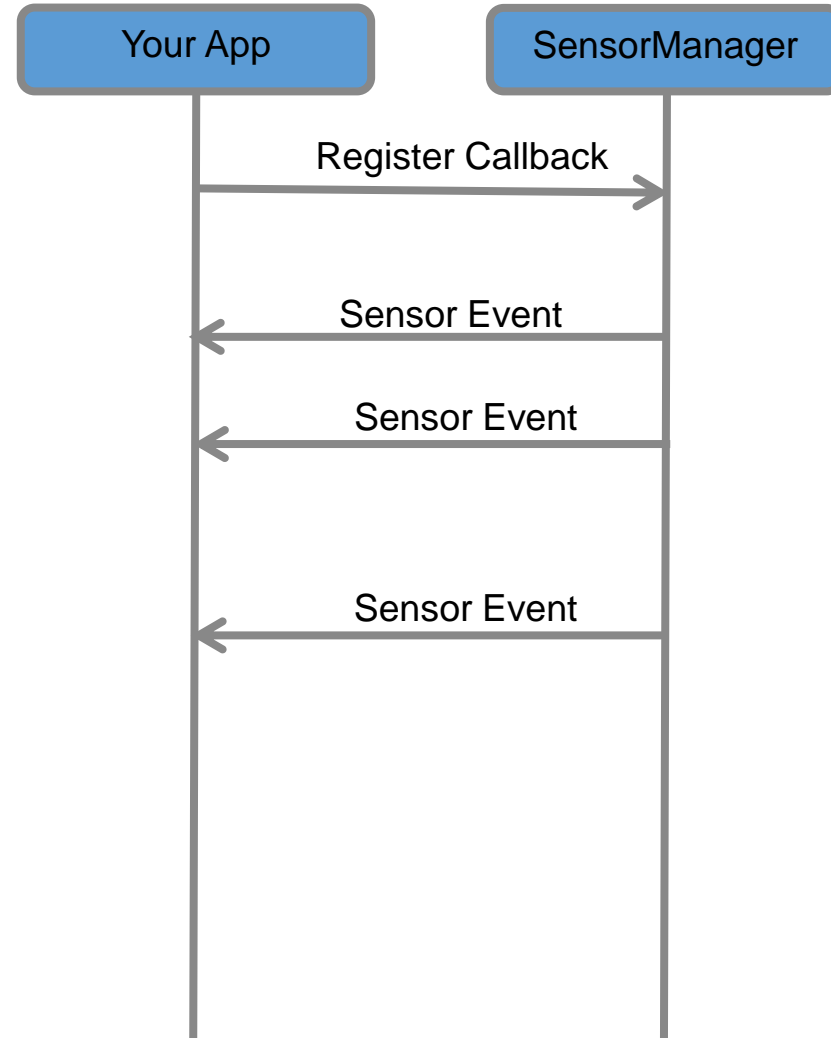 Your App
SensorManager
Register Callback
Sensor Event
Sensor Event
Sensor Event